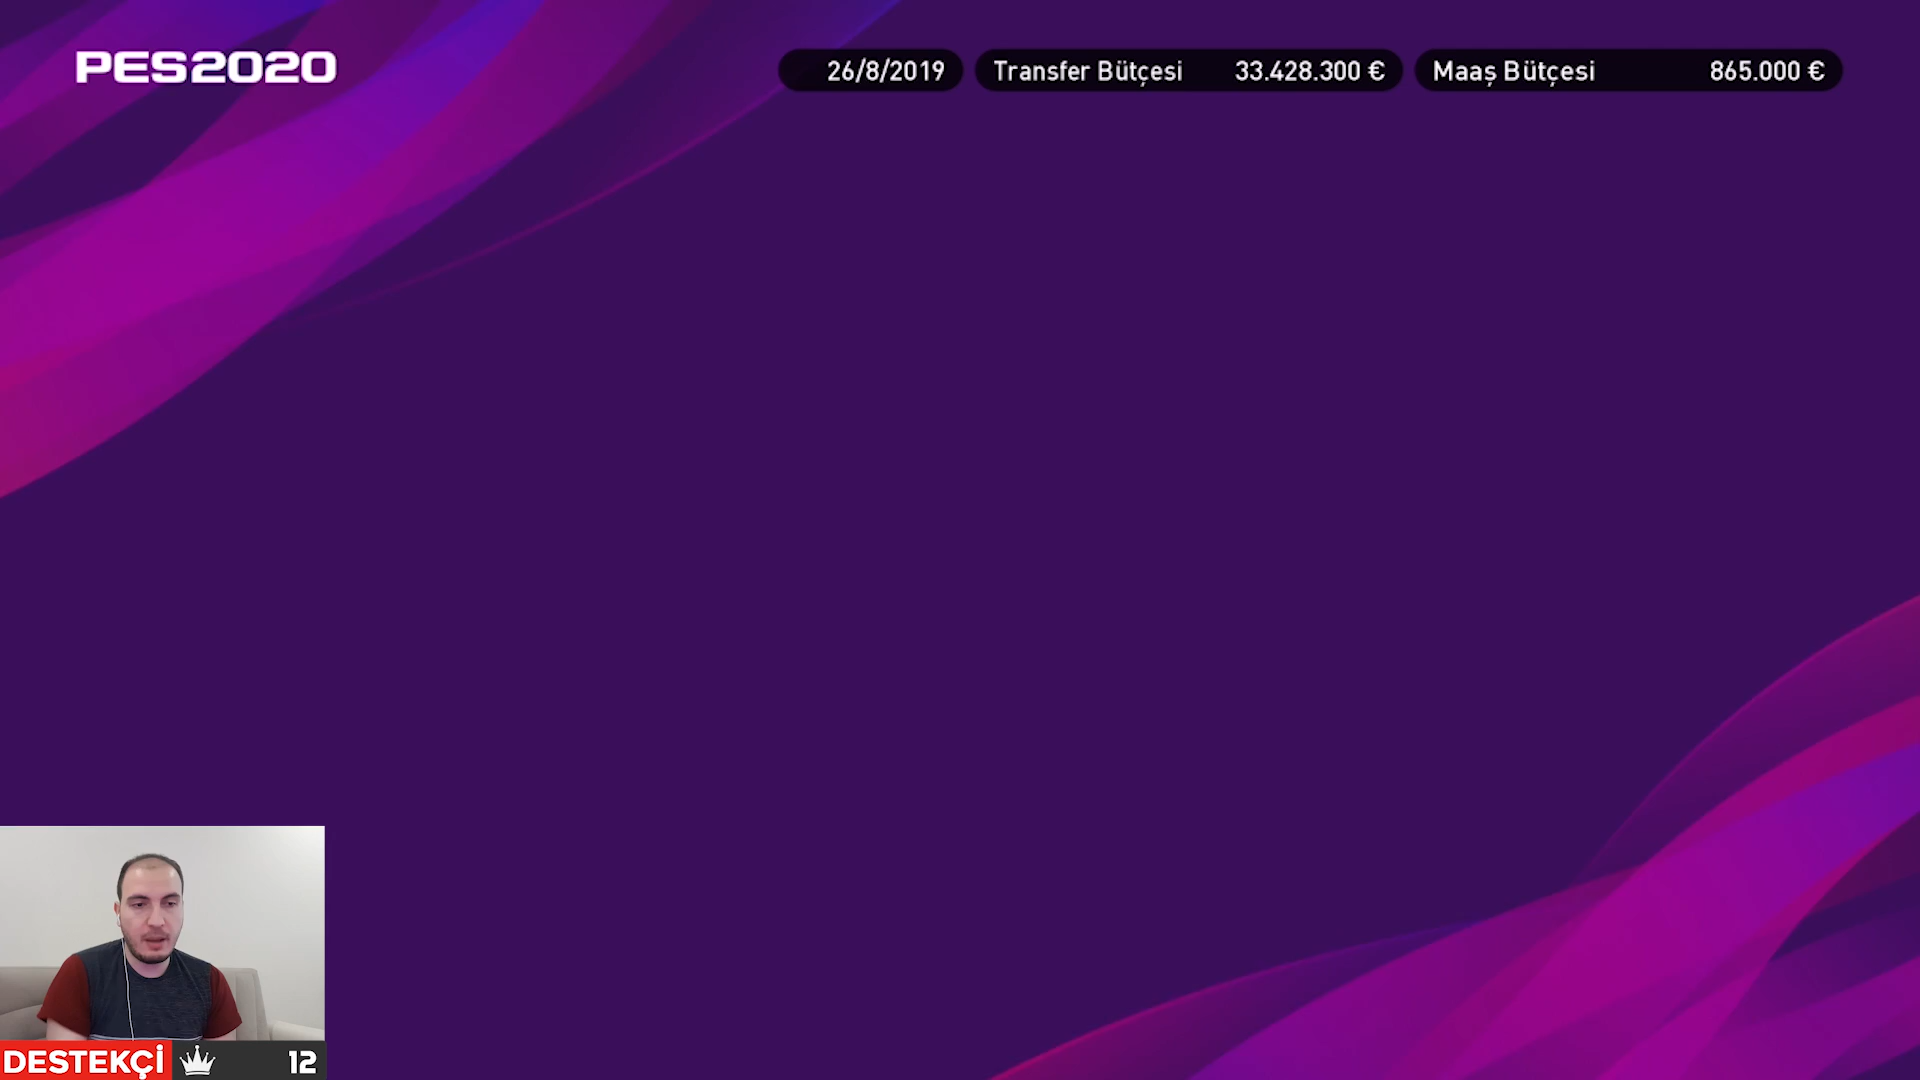 PES2020
26/8/2019 Transfer Bütçesi 33.428.300 € Maaş Bütçesi 865.000 €
DESTEKÇİ 12